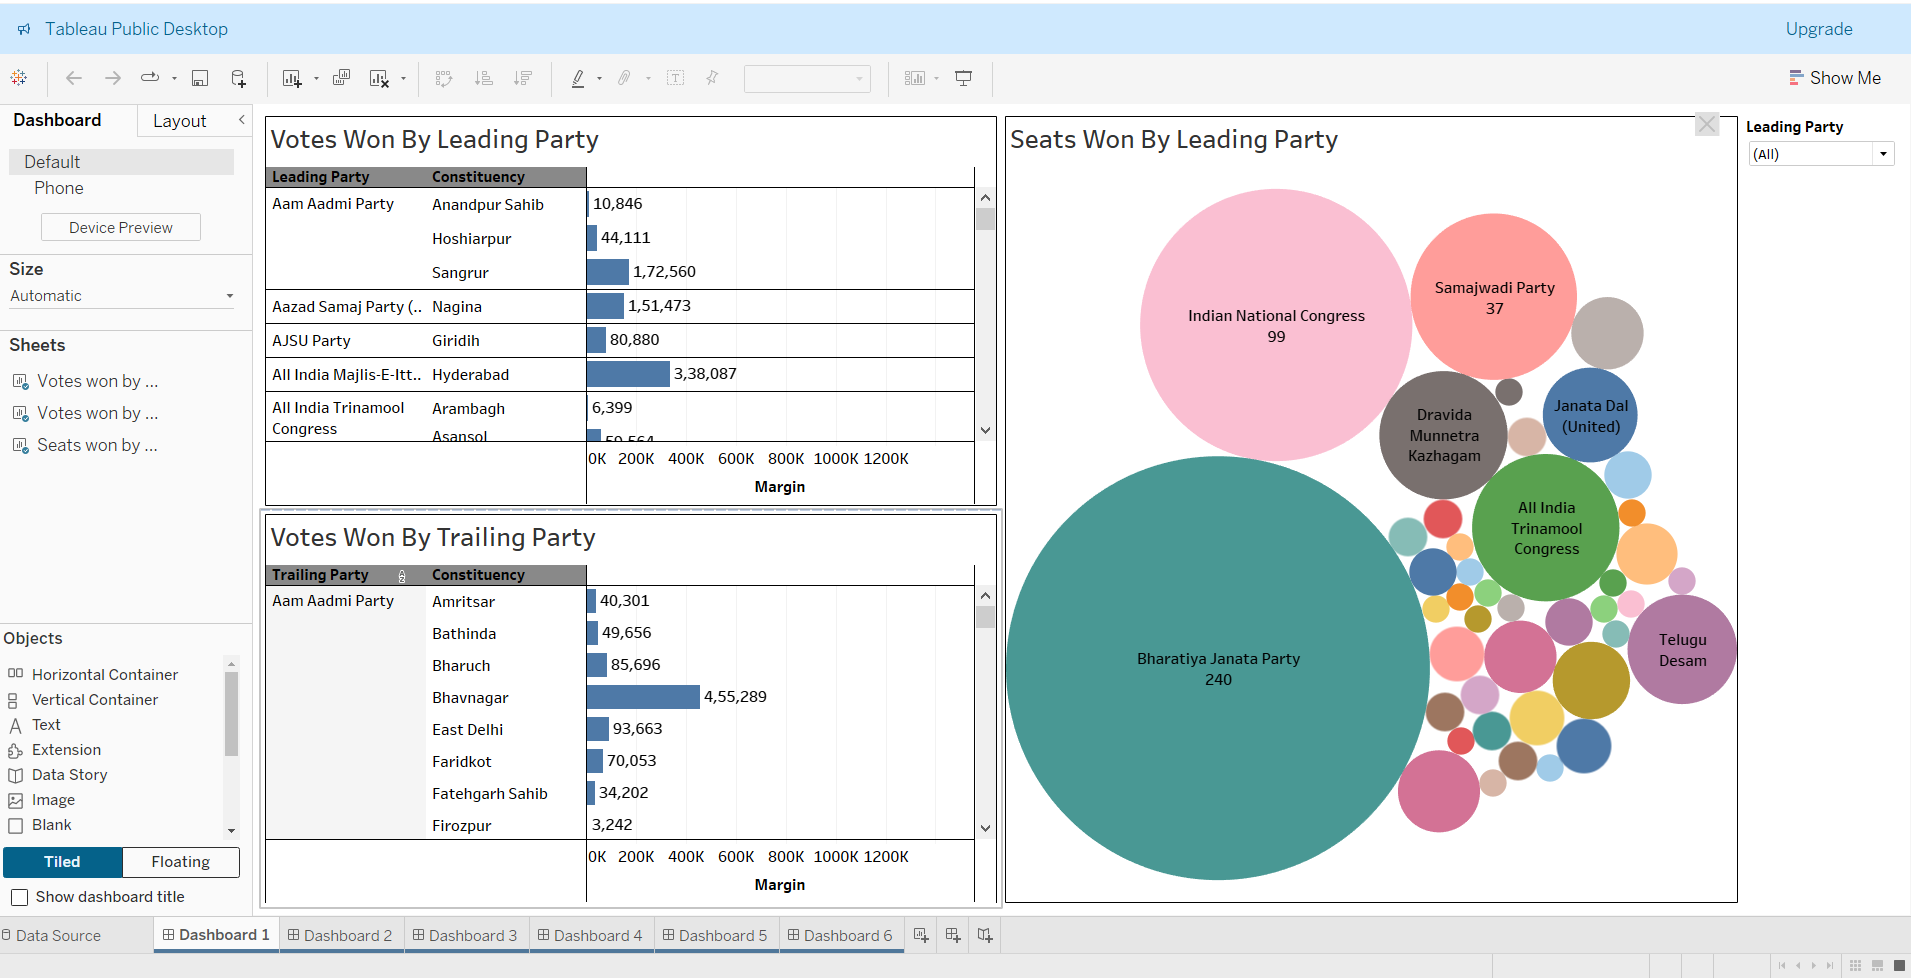 Tableau Public Desktop
Upgrade
Show Me
Dashboard
Layout
Default
Phone
Device Preview
Size
Automatic
Sheets
Votes won by ...
Votes won by ...
Seats won by ...
Objects
Horizontal Container
Vertical Container
Text
Extension
Data Story
Image
Blank
Tiled
Floating
Show dashboard title
Votes Won By Leading Party
Leading Party Constituency
Aam Aadmi Party Anandpur Sahib 10,846
Hoshiarpur 44,111
Sangrur 1,72,560
Aazad Samaj Party (.. Nagina 1,51,473
AJSU Party Giridih 80,880
All India Majlis-E-Itt.. Hyderabad 3,38,087
All India Trinamool Arambagh 6,399
Congress
Asansol 59,564
0K 200K 400K 600K 800K 1000K 1200K
Margin
Votes Won By Trailing Party
Trailing Party Constituency
Aam Aadmi Party Amritsar 40,301
Bathinda 49,656
Bharuch 85,696
Bhavnagar 4,55,289
East Delhi 93,663
Faridkot 70,053
Fatehgarh Sahib 34,202
Firozpur 3,242
0K 200K 400K 600K 800K 1000K 1200K
Margin
Seats Won By Leading Party
Indian National Congress
99
Samajwadi Party
37
Dravida
Munnetra
Kazhagam
Janata Dal
(United)
All India
Trinamool
Congress
Telugu
Desam
Bharatiya Janata Party
240
Leading Party
(All)
Data Source
Dashboard 1
Dashboard 2
Dashboard 3
Dashboard 4
Dashboard 5
Dashboard 6